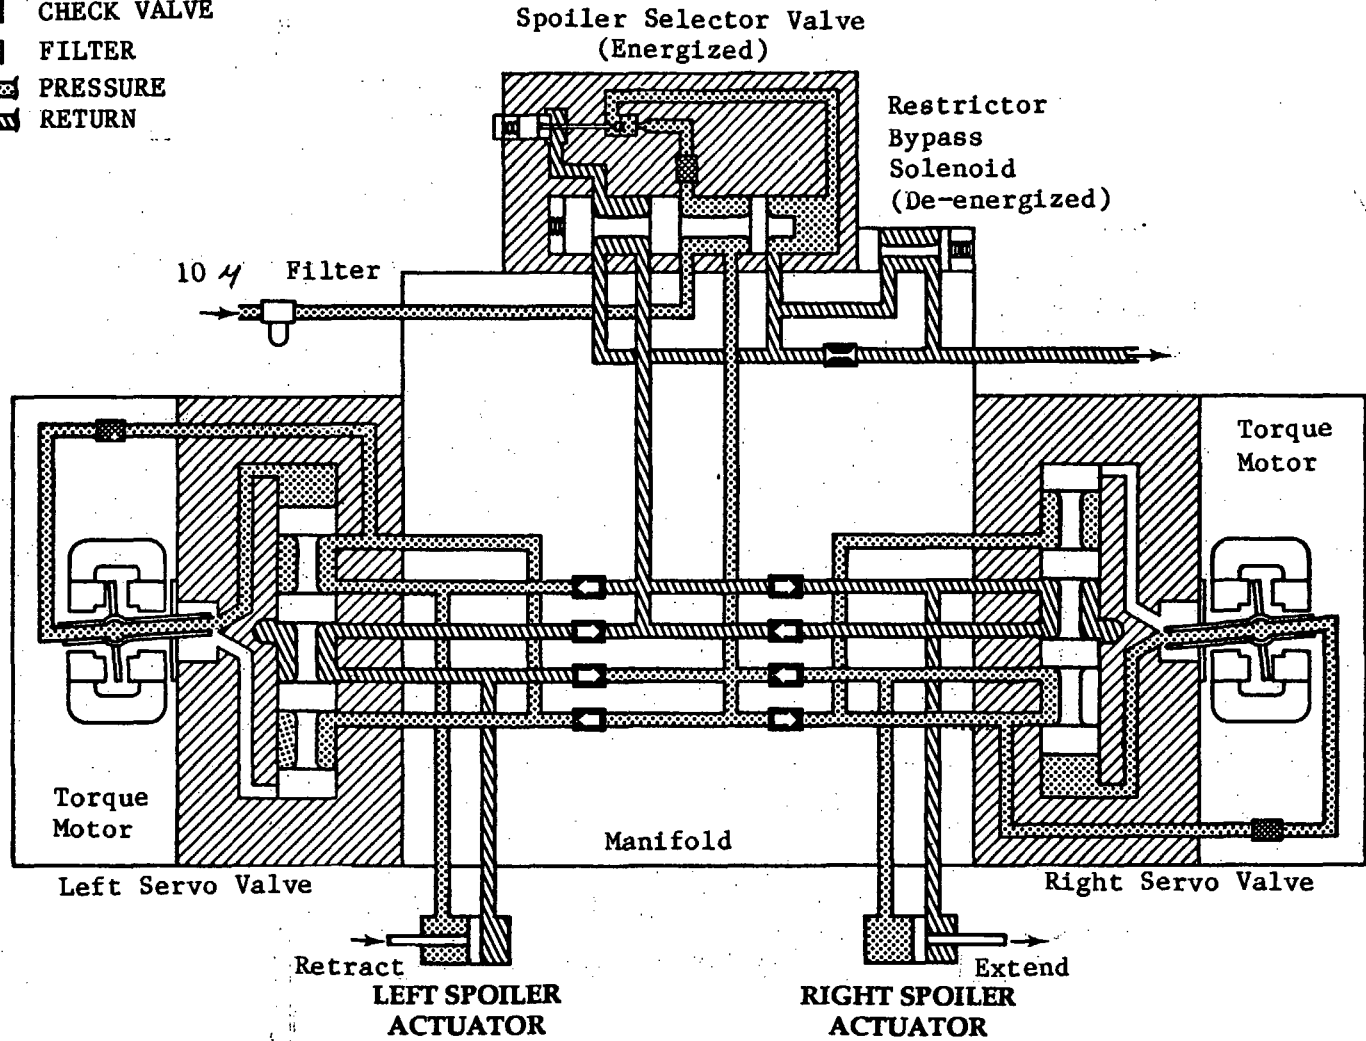 CHECK VALVE
FILTER
PRESSURE
RETURN
Spoiler Selector Valve
(Energized)
Restrictor
Bypass
Solenoid
(De-energized)
10 μ Filter
Torque
Motor
Torque
Motor
Manifold
Left Servo Valve
Right Servo Valve
Retract
Extend
LEFT SPOILER
ACTUATOR
RIGHT SPOILER
ACTUATOR